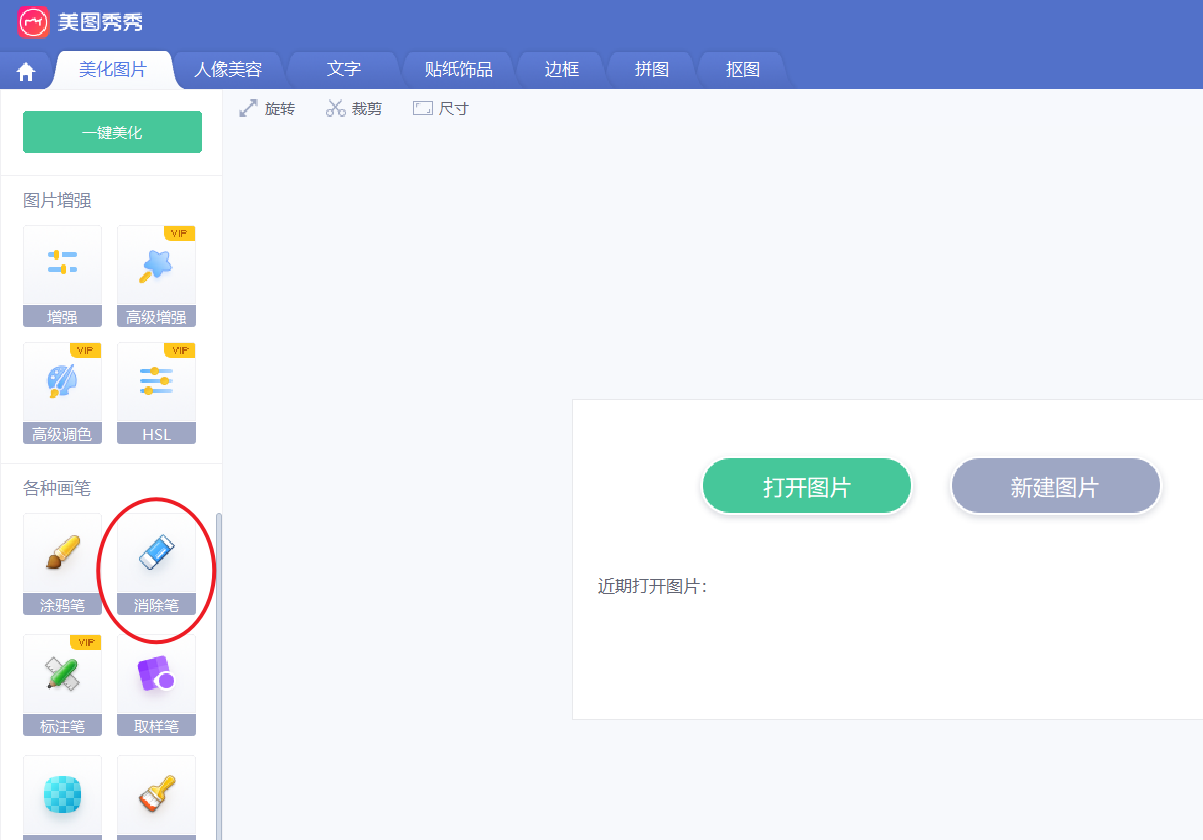 美图秀秀
美化图片 人像美容 文字 贴纸饰品 边框 拼图 抠图
旋转 裁剪 尺寸
一键美化
图片增强
VIP
增强 高级增强
VIP VIP
高级调色 HSL
各种画笔
涂鸦笔 消除笔
VIP
标注笔 取样笔
打开图片 新建图片
近期打开图片：